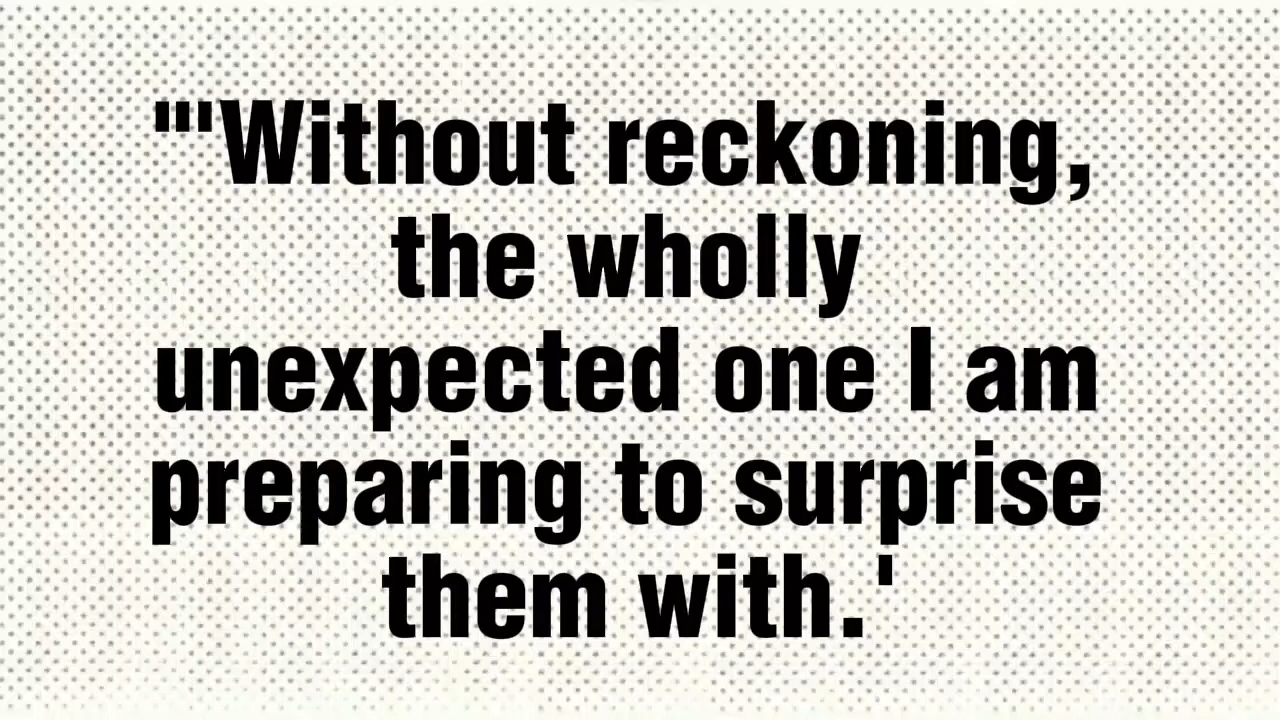 "'Without reckoning,
the wholly
unexpected one I am
preparing to surprise
them with.'